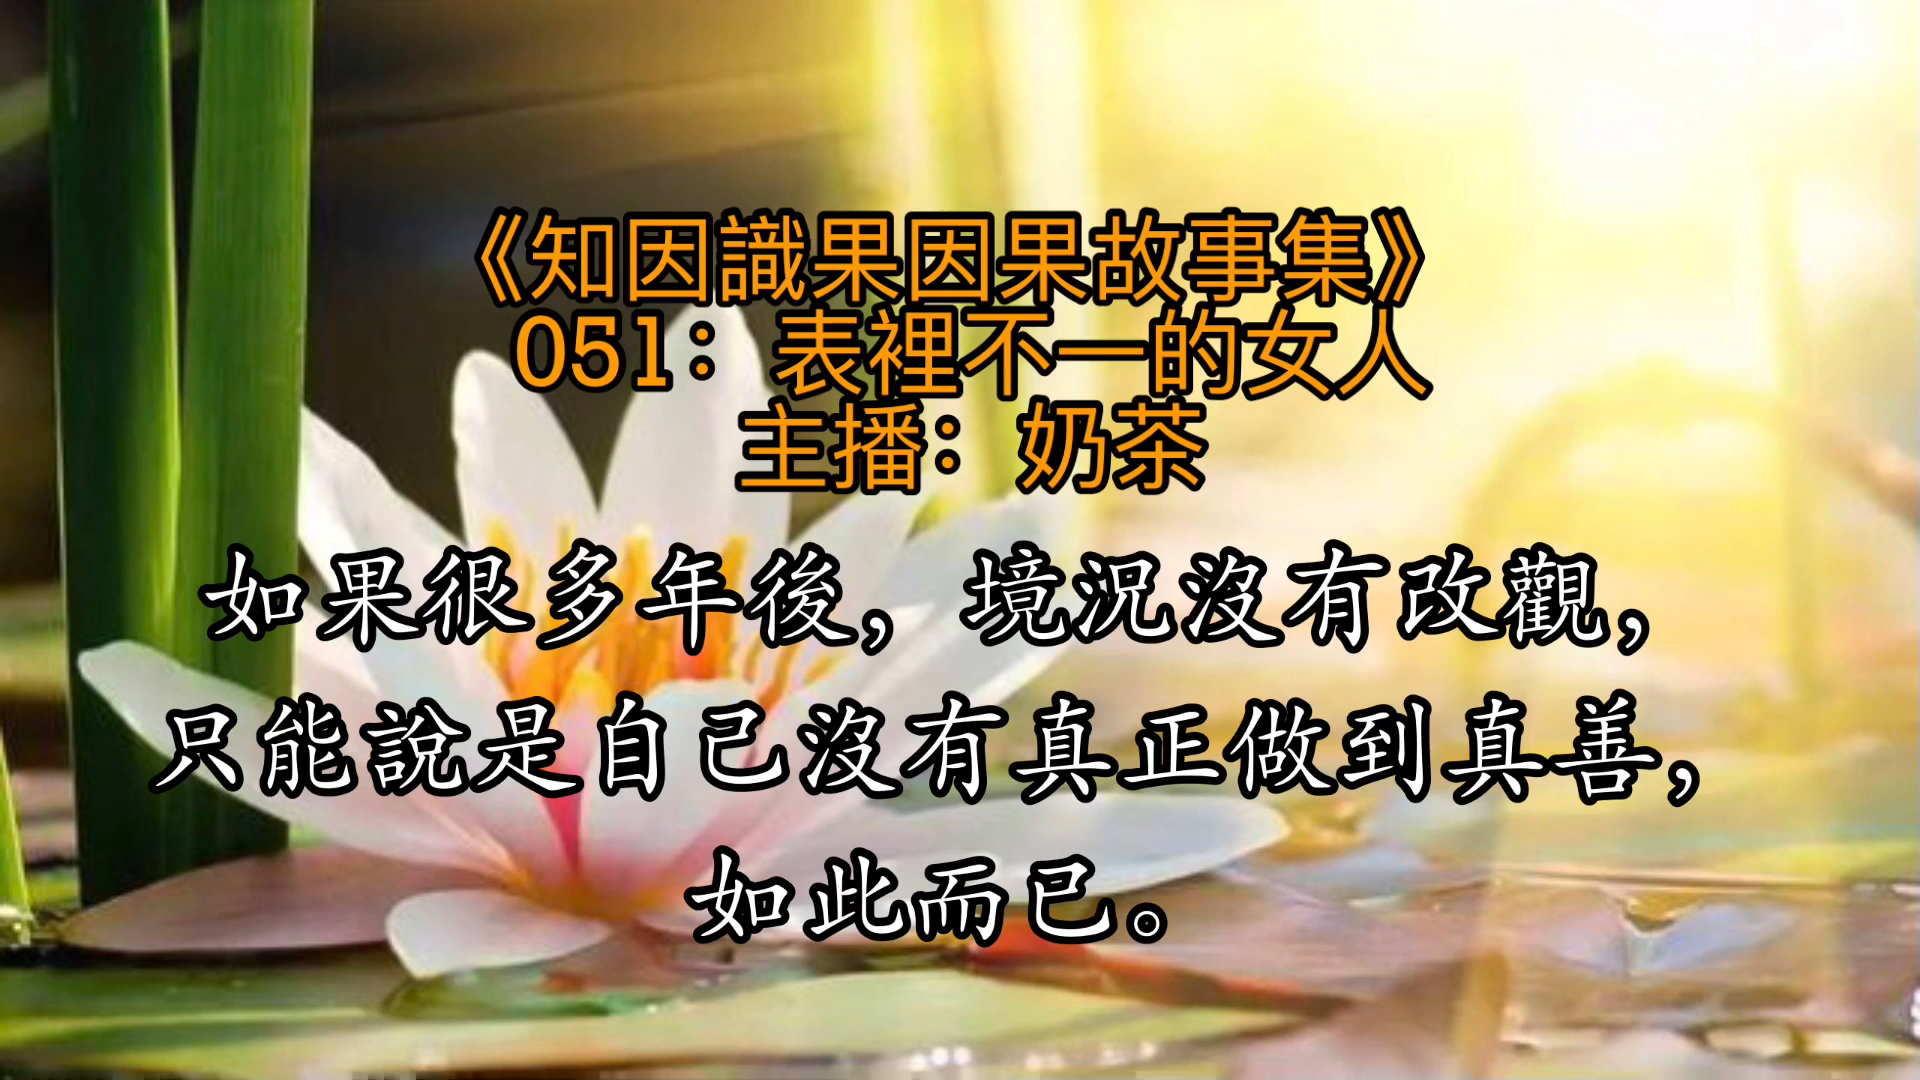 《知因識果因果故事集》
051：表裡不一的女人
主播：奶茶
如果很多年後，境況沒有改觀，
只能說是自己沒有真正做到真善，
如此而已。